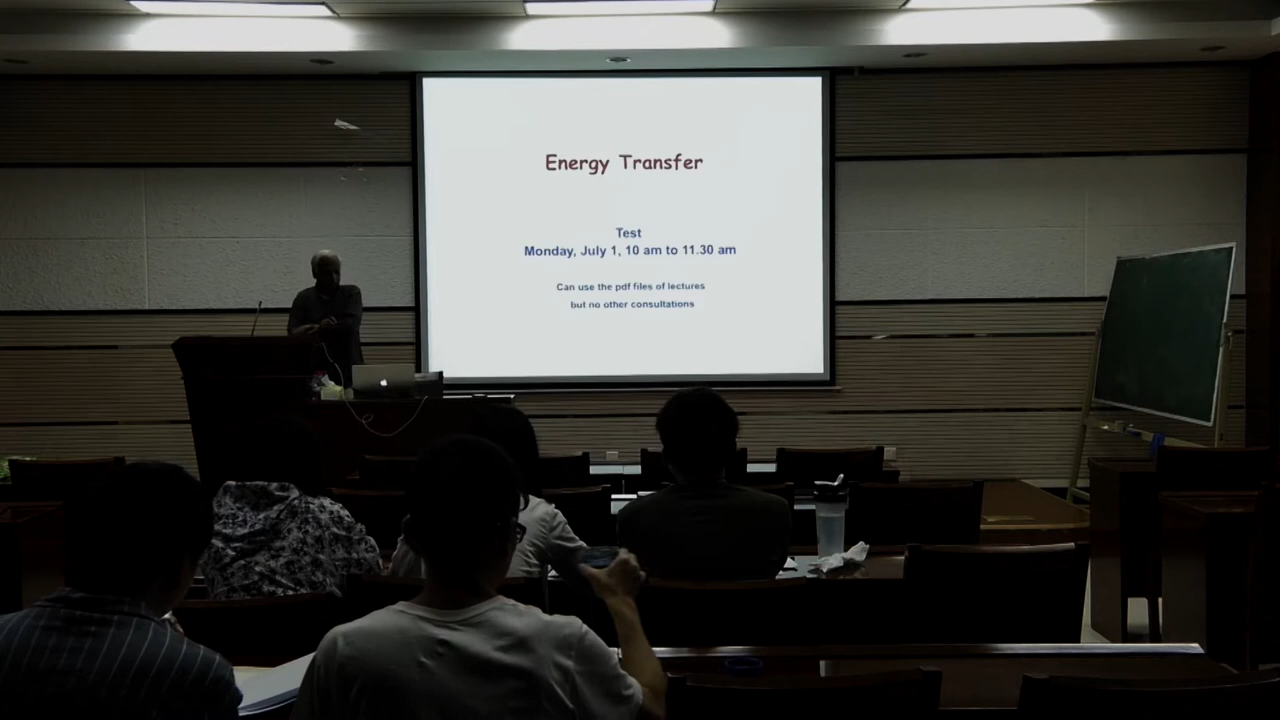 Energy Transfer
Test
Monday, July 1, 10 am to 11.30 am
Can use the pdf files of lectures
but no other consultations